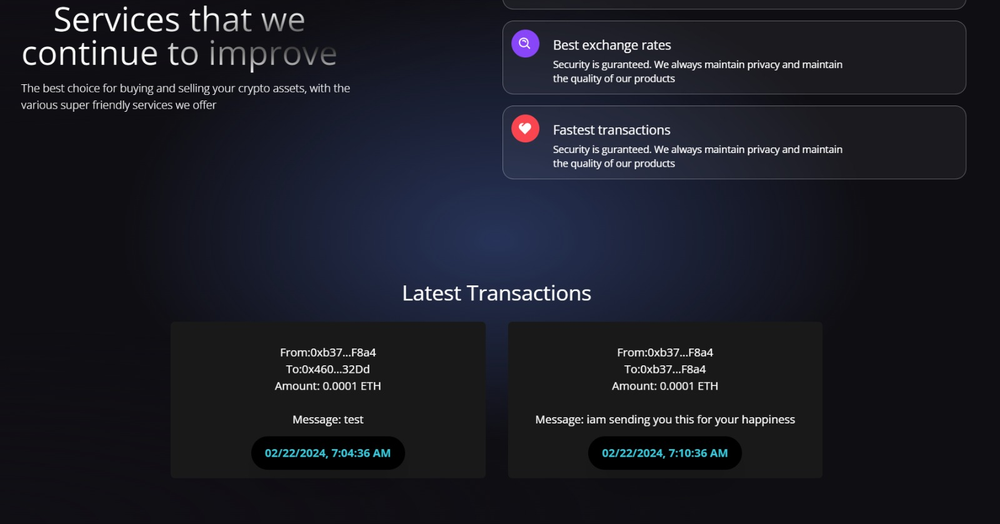 Services that we
continue to improve
The best choice for buying and selling your crypto assets, with the
various super friendly services we offer
Best exchange rates
Security is guranteed. We always maintain privacy and maintain
the quality of our products
Fastest transactions
Security is guranteed. We always maintain privacy and maintain
the quality of our products
Latest Transactions
From:0xb37...F8a4
To:0x460...32Dd
Amount: 0.0001 ETH
Message: test
02/22/2024, 7:04:36 AM
From:0xb37...F8a4
To:0xb37...F8a4
Amount: 0.0001 ETH
Message: iam sending you this for your happiness
02/22/2024, 7:10:36 AM